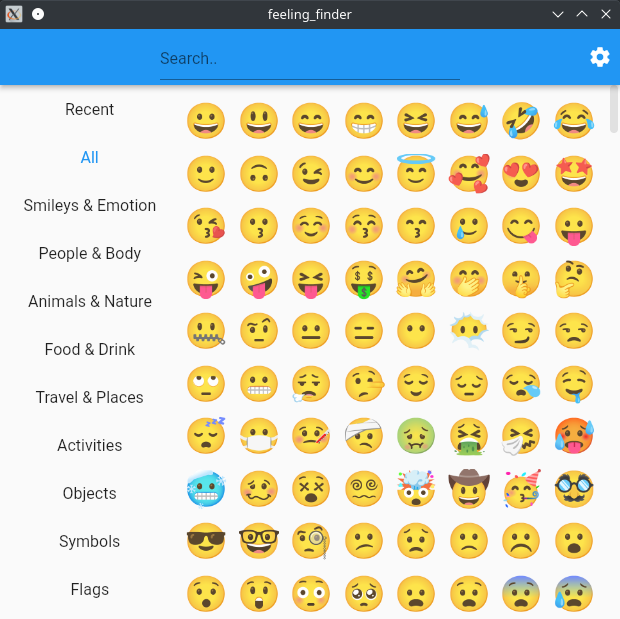 feeling_finder
Search..
Recent
All
Smileys & Emotion
People & Body
Animals & Nature
Food & Drink
Travel & Places
Activities
Objects
Symbols
Flags